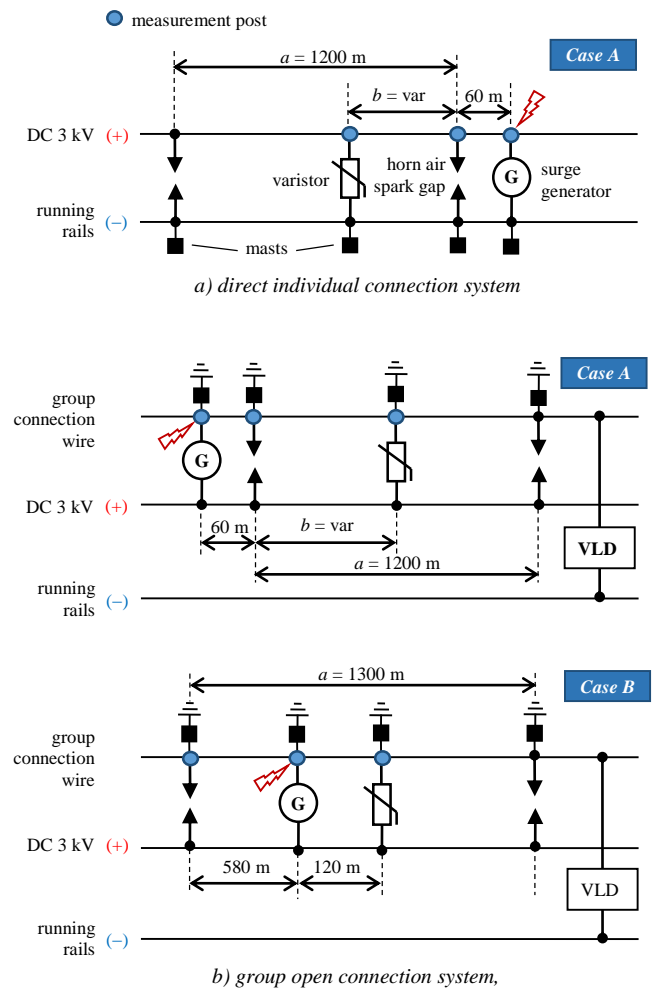 measurement post
Case A
a = 1200 m
b = var
60 m
DC 3 kV (+)
varistor
horn air
spark gap
G
surge
generator
running
rails
(−)
masts
a) direct individual connection system
Case A
group
connection
wire
G
DC 3 kV (+)
60 m
b = var
VLD
a = 1200 m
running
rails
(−)
a = 1300 m
Case B
group
connection
wire
G
DC 3 kV (+)
580 m
120 m
VLD
running
rails
(−)
b) group open connection system,